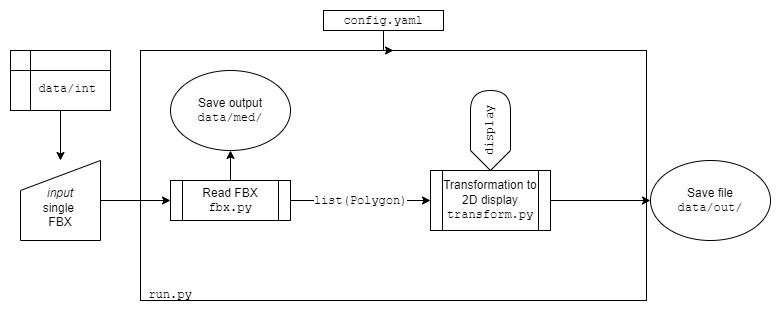 config.yaml
data/int
Save output
data/med/
display
input
single
FBX
Read FBX
fbx.py
list(Polygon)
Transformation to
2D display
transform.py
Save file
data/out/
run.py